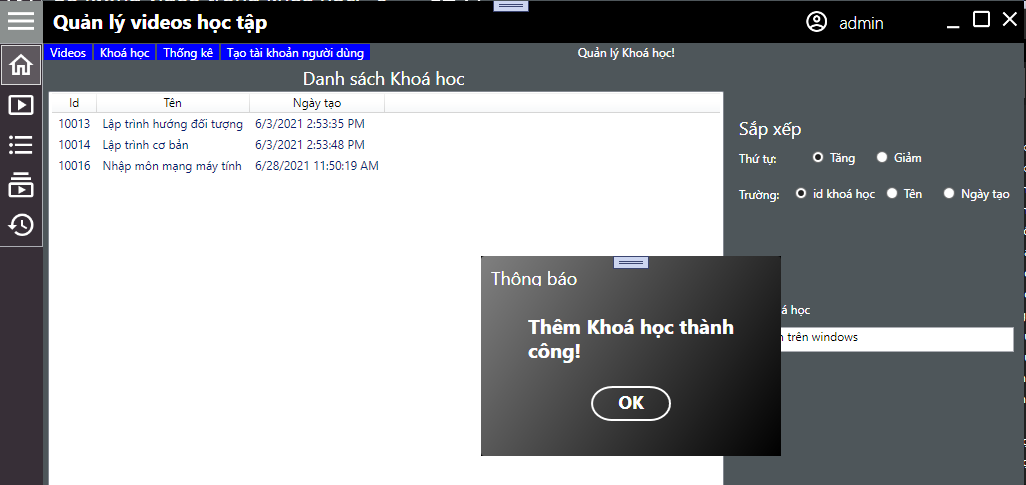 Quản lý videos học tập
admin
Videos Khoá học Thống kê Tạo tài khoản người dùng
Quản lý Khoá học!
Danh sách Khoá học
Id Tên Ngày tạo
10013 Lập trình hướng đối tượng 6/3/2021 2:53:35 PM
10014 Lập trình cơ bản 6/3/2021 2:53:48 PM
10016 Nhập môn mạng máy tính 6/28/2021 11:50:19 AM
Sắp xếp
Thứ tự: Tăng Giảm
Trường: id khoá học Tên Ngày tạo
học
trên windows
Thông báo
Thêm Khoá học thành
công!
OK